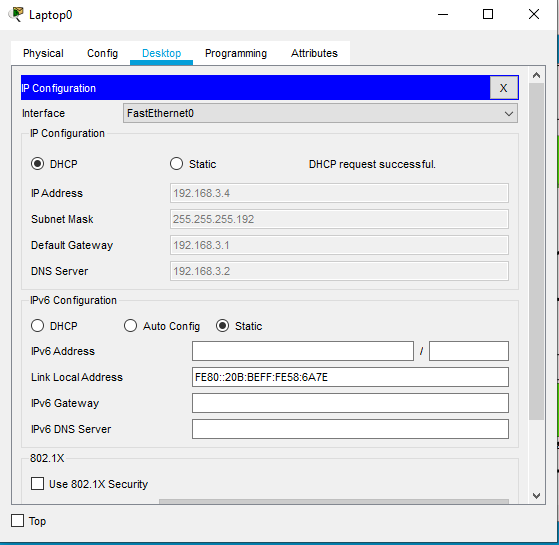 Laptop0
Physical Config Desktop Programming Attributes
IP Configuration X
Interface FastEthernet0
IP Configuration
DHCP Static DHCP request successful.
IP Address 192.168.3.4
Subnet Mask 255.255.255.192
Default Gateway 192.168.3.1
DNS Server 192.168.3.2
IPv6 Configuration
DHCP Auto Config Static
IPv6 Address /
Link Local Address FE80::20B:BEFF:FE58:6A7E
IPv6 Gateway
IPv6 DNS Server
802.1X
Use 802.1X Security
Top